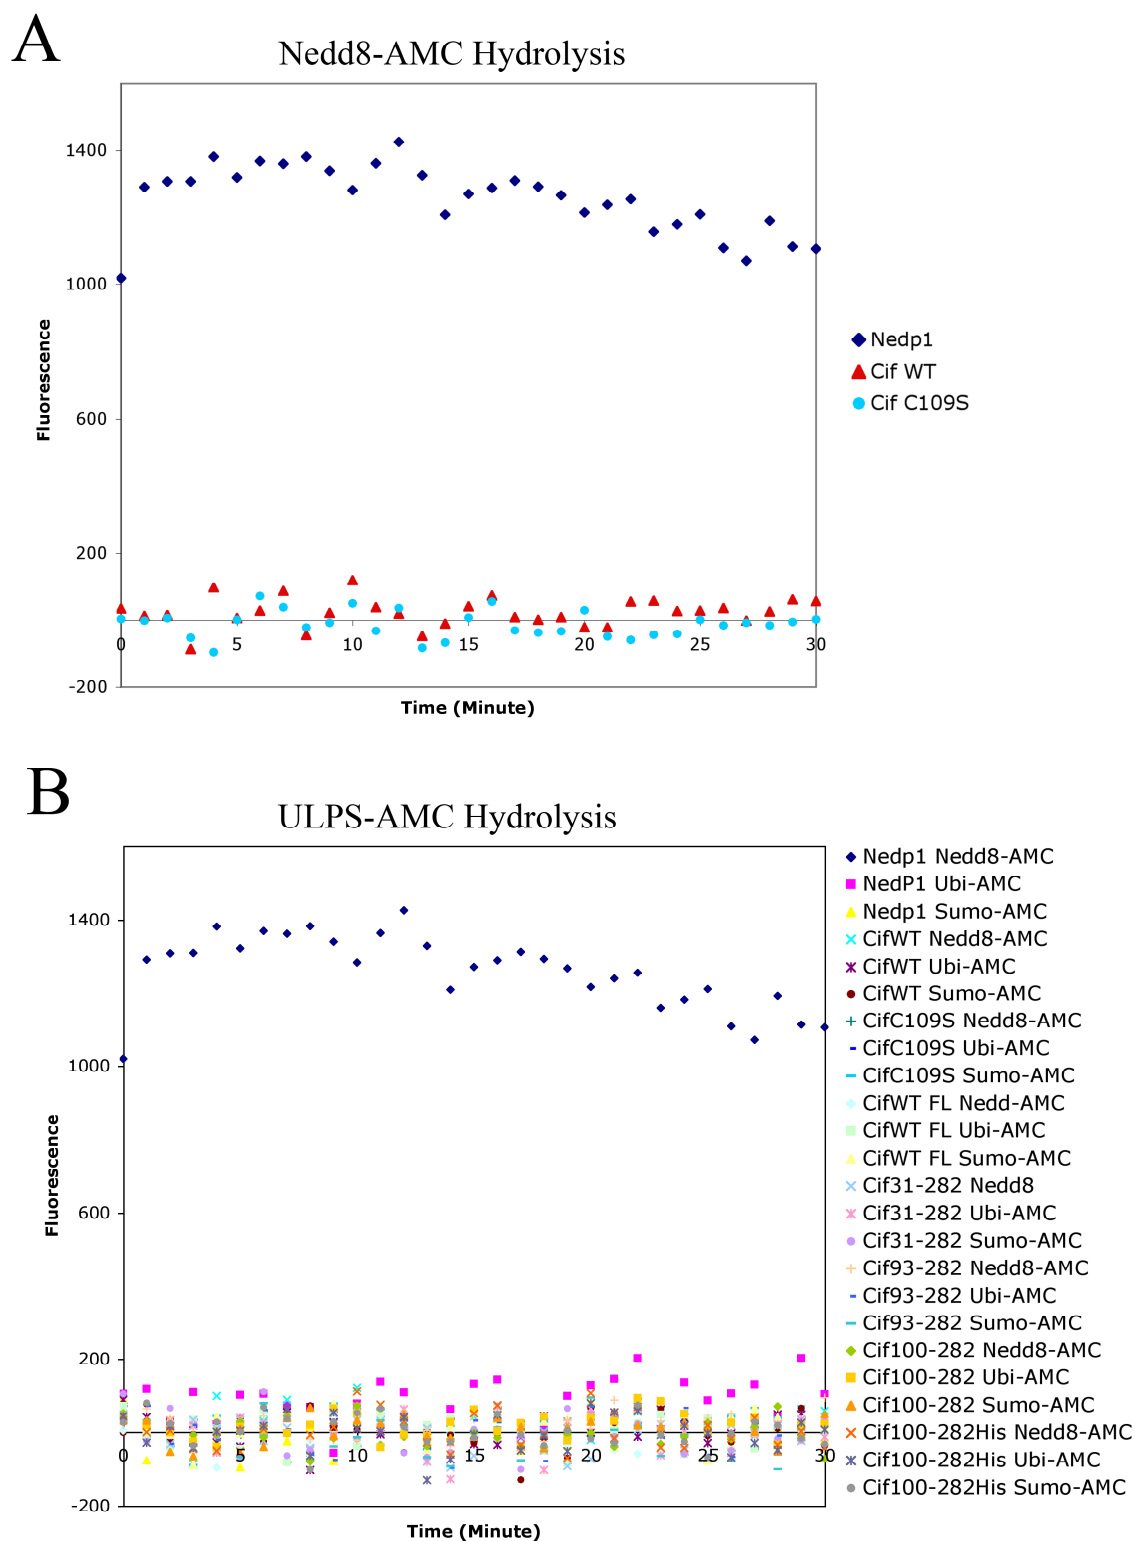 A
Nedd8-AMC Hydrolysis
1400
1000
600
200
-200
0
5
10
15
20
25
30
Fluorescence
Time (Minute)
Nedp1
Cif WT
Cif C109S
B
ULPS-AMC Hydrolysis
1400
1000
600
200
-200
0
5
10
15
20
25
30
Fluorescence
Time (Minute)
Nedp1 Nedd8-AMC
NedP1 Ubi-AMC
Nedp1 Sumo-AMC
CifWT Nedd8-AMC
CifWT Ubi-AMC
CifWT Sumo-AMC
CifC109S Nedd8-AMC
CifC109S Ubi-AMC
CifC109S Sumo-AMC
CifWT FL Nedd-AMC
CifWT FL Ubi-AMC
CifWT FL Sumo-AMC
Cif31-282 Nedd8
Cif31-282 Ubi-AMC
Cif31-282 Sumo-AMC
Cif93-282 Nedd8-AMC
Cif93-282 Ubi-AMC
Cif93-282 Sumo-AMC
Cif100-282 Nedd8-AMC
Cif100-282 Ubi-AMC
Cif100-282 Sumo-AMC
Cif100-282His Nedd8-AMC
Cif100-282His Ubi-AMC
Cif100-282His Sumo-AMC